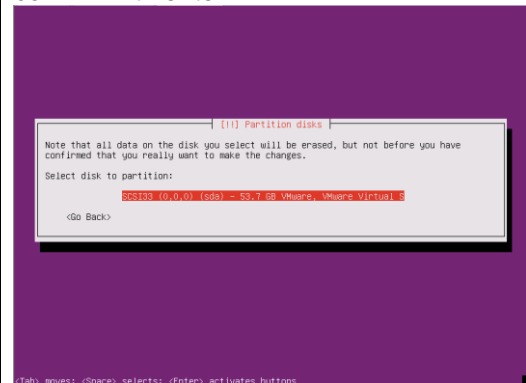 [!!] Partition disks
Note that all data on the disk you select will be erased, but not before you have
confirmed that you really want to make the changes.
Select disk to partition:
SCSI33 (0,0,0) (sda) - 53.7 GB VMware, VMware Virtual S
<Go Back>
<Tab> moves; <Space> selects; <Enter> activates buttons